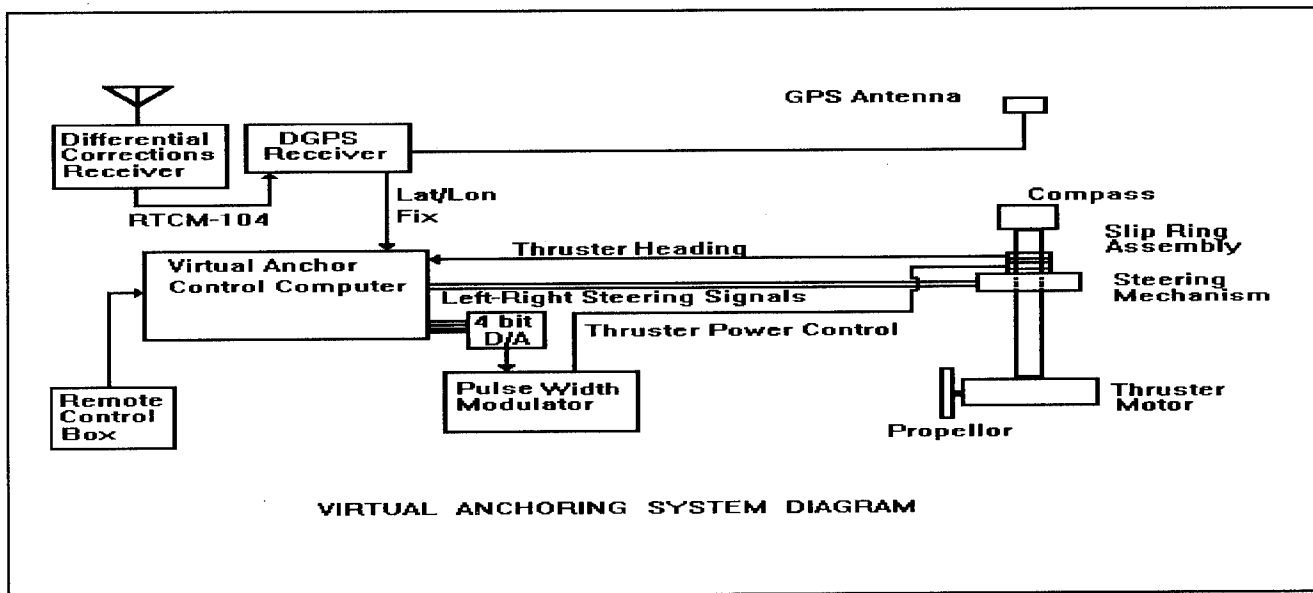 GPS Antenna
Differential
Corrections
Receiver
DGPS
Receiver
RTCM-104
Lat/Lon
Fix
Compass
Slip Ring
Assembly
Thruster Heading
Virtual Anchor
Control Computer
Left-Right Steering Signals
Steering
Mechanism
4 bit
D/A
Thruster Power Control
Pulse Width
Modulator
Remote
Control
Box
Thruster
Motor
Propellor
VIRTUAL ANCHORING SYSTEM DIAGRAM